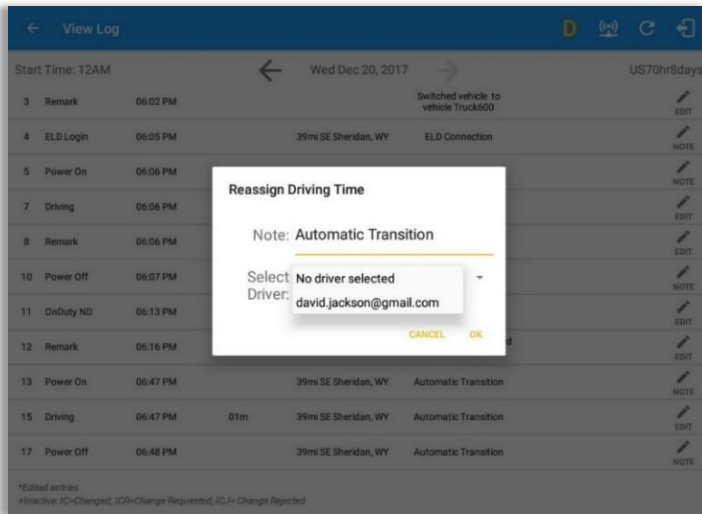 View Log
D
Start Time: 12AM
Wed Dec 20, 2017
US70hr8days
3 Remark 06:02 PM Switched vehicle to vehicle Truck600 EDIT
4 ELD Login 06:05 PM 39mi SE Sheridan, WY ELD Connection NOTE
5 Power On 06:06 PM NOTE
7 Driving 06:06 PM EDIT
8 Remark 06:06 PM EDIT
10 Power Off 06:07 PM NOTE
11 OnDuty ND 06:13 PM EDIT
12 Remark 06:16 PM d EDIT
13 Power On 06:47 PM 39mi SE Sheridan, WY Automatic Transition NOTE
15 Driving 06:47 PM 01m 39mi SE Sheridan, WY Automatic Transition EDIT
17 Power Off 06:48 PM 39mi SE Sheridan, WY Automatic Transition NOTE
*Edited entries
+Inactive: IC=Changed, ICR=Change Requested, ICJ= Change Rejected
Reassign Driving Time
Note: Automatic Transition
Select Driver:
No driver selected
david.jackson@gmail.com
CANCEL OK